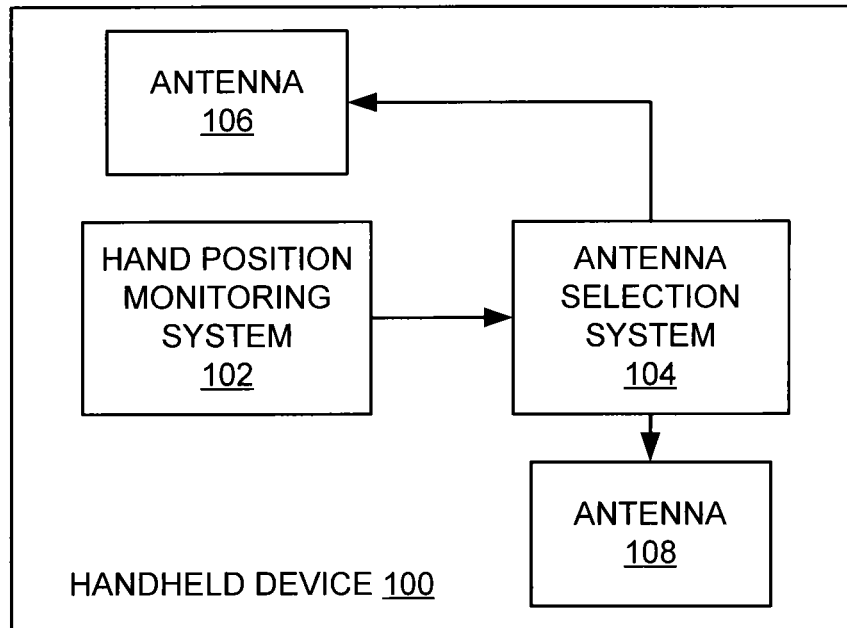 ANTENNA
106
HAND POSITION
MONITORING
SYSTEM
102
ANTENNA
SELECTION
SYSTEM
104
ANTENNA
108
HANDHELD DEVICE 100